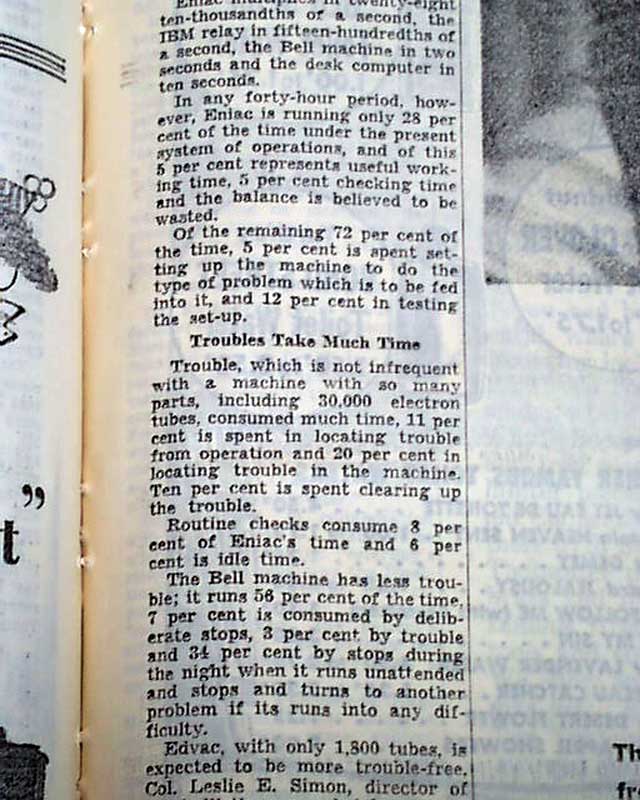 Eniac multiplies in twenty-eight
ten-thousandths of a second, the
IBM relay in fifteen-hundredths of
a second, the Bell machine in two
seconds and the desk computer in
ten seconds.
In any forty-hour period, how-
ever, Eniac is running only 28 per
cent of the time under the present
system of operations, and of this
5 per cent represents useful work-
ing time, 5 per cent checking time
and the balance is believed to be
wasted.
Of the remaining 72 per cent of
the time, 5 per cent is spent set-
ting up the machine to do the
type of problem which is to be fed
into it, and 12 per cent in testing
the set-up.
Troubles Take Much Time
Trouble, which is not infrequent
with a machine with so many
parts, including 30,000 electron
tubes, consumed much time, 11 per
cent is spent in locating trouble
from operation and 20 per cent in
locating trouble in the machine.
Ten per cent is spent clearing up
the trouble.
Routine checks consume 8 per
cent of Eniac's time and 6 per
cent is idle time.
The Bell machine has less trou-
ble; it runs 56 per cent of the time.
7 per cent is consumed by delib-
erate stops, 3 per cent by trouble
and 34 per cent by stops during
the night when it runs unattended
and stops and turns to another
problem if its runs into any dif-
ficulty.
Edvac, with only 1,800 tubes, is
expected to be more trouble-free.
Col. Leslie E. Simon, director of
”
t
Th
fr